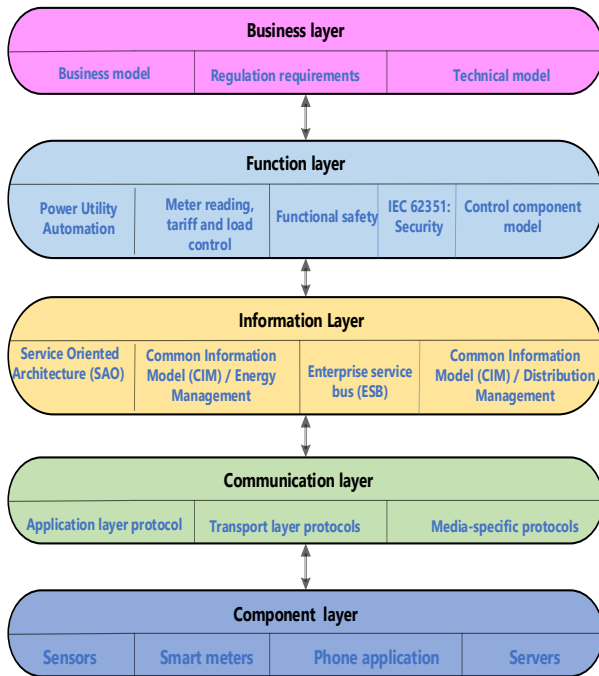 Business layer
Business model
Regulation requirements
Technical model
Function layer
Power Utility
Automation
Meter reading,
tariff and load
control
Functional safety
IEC 62351:
Security
Control component
model
Information Layer
Service Oriented
Architecture (SAO)
Common Information
Model (CIM) / Energy
Management
Enterprise service
bus (ESB)
Common Information
Model (CIM) / Distribution
Management
Communication layer
Application layer protocol
Transport layer protocols
Media-specific protocols
Component layer
Sensors
Smart meters
Phone application
Servers